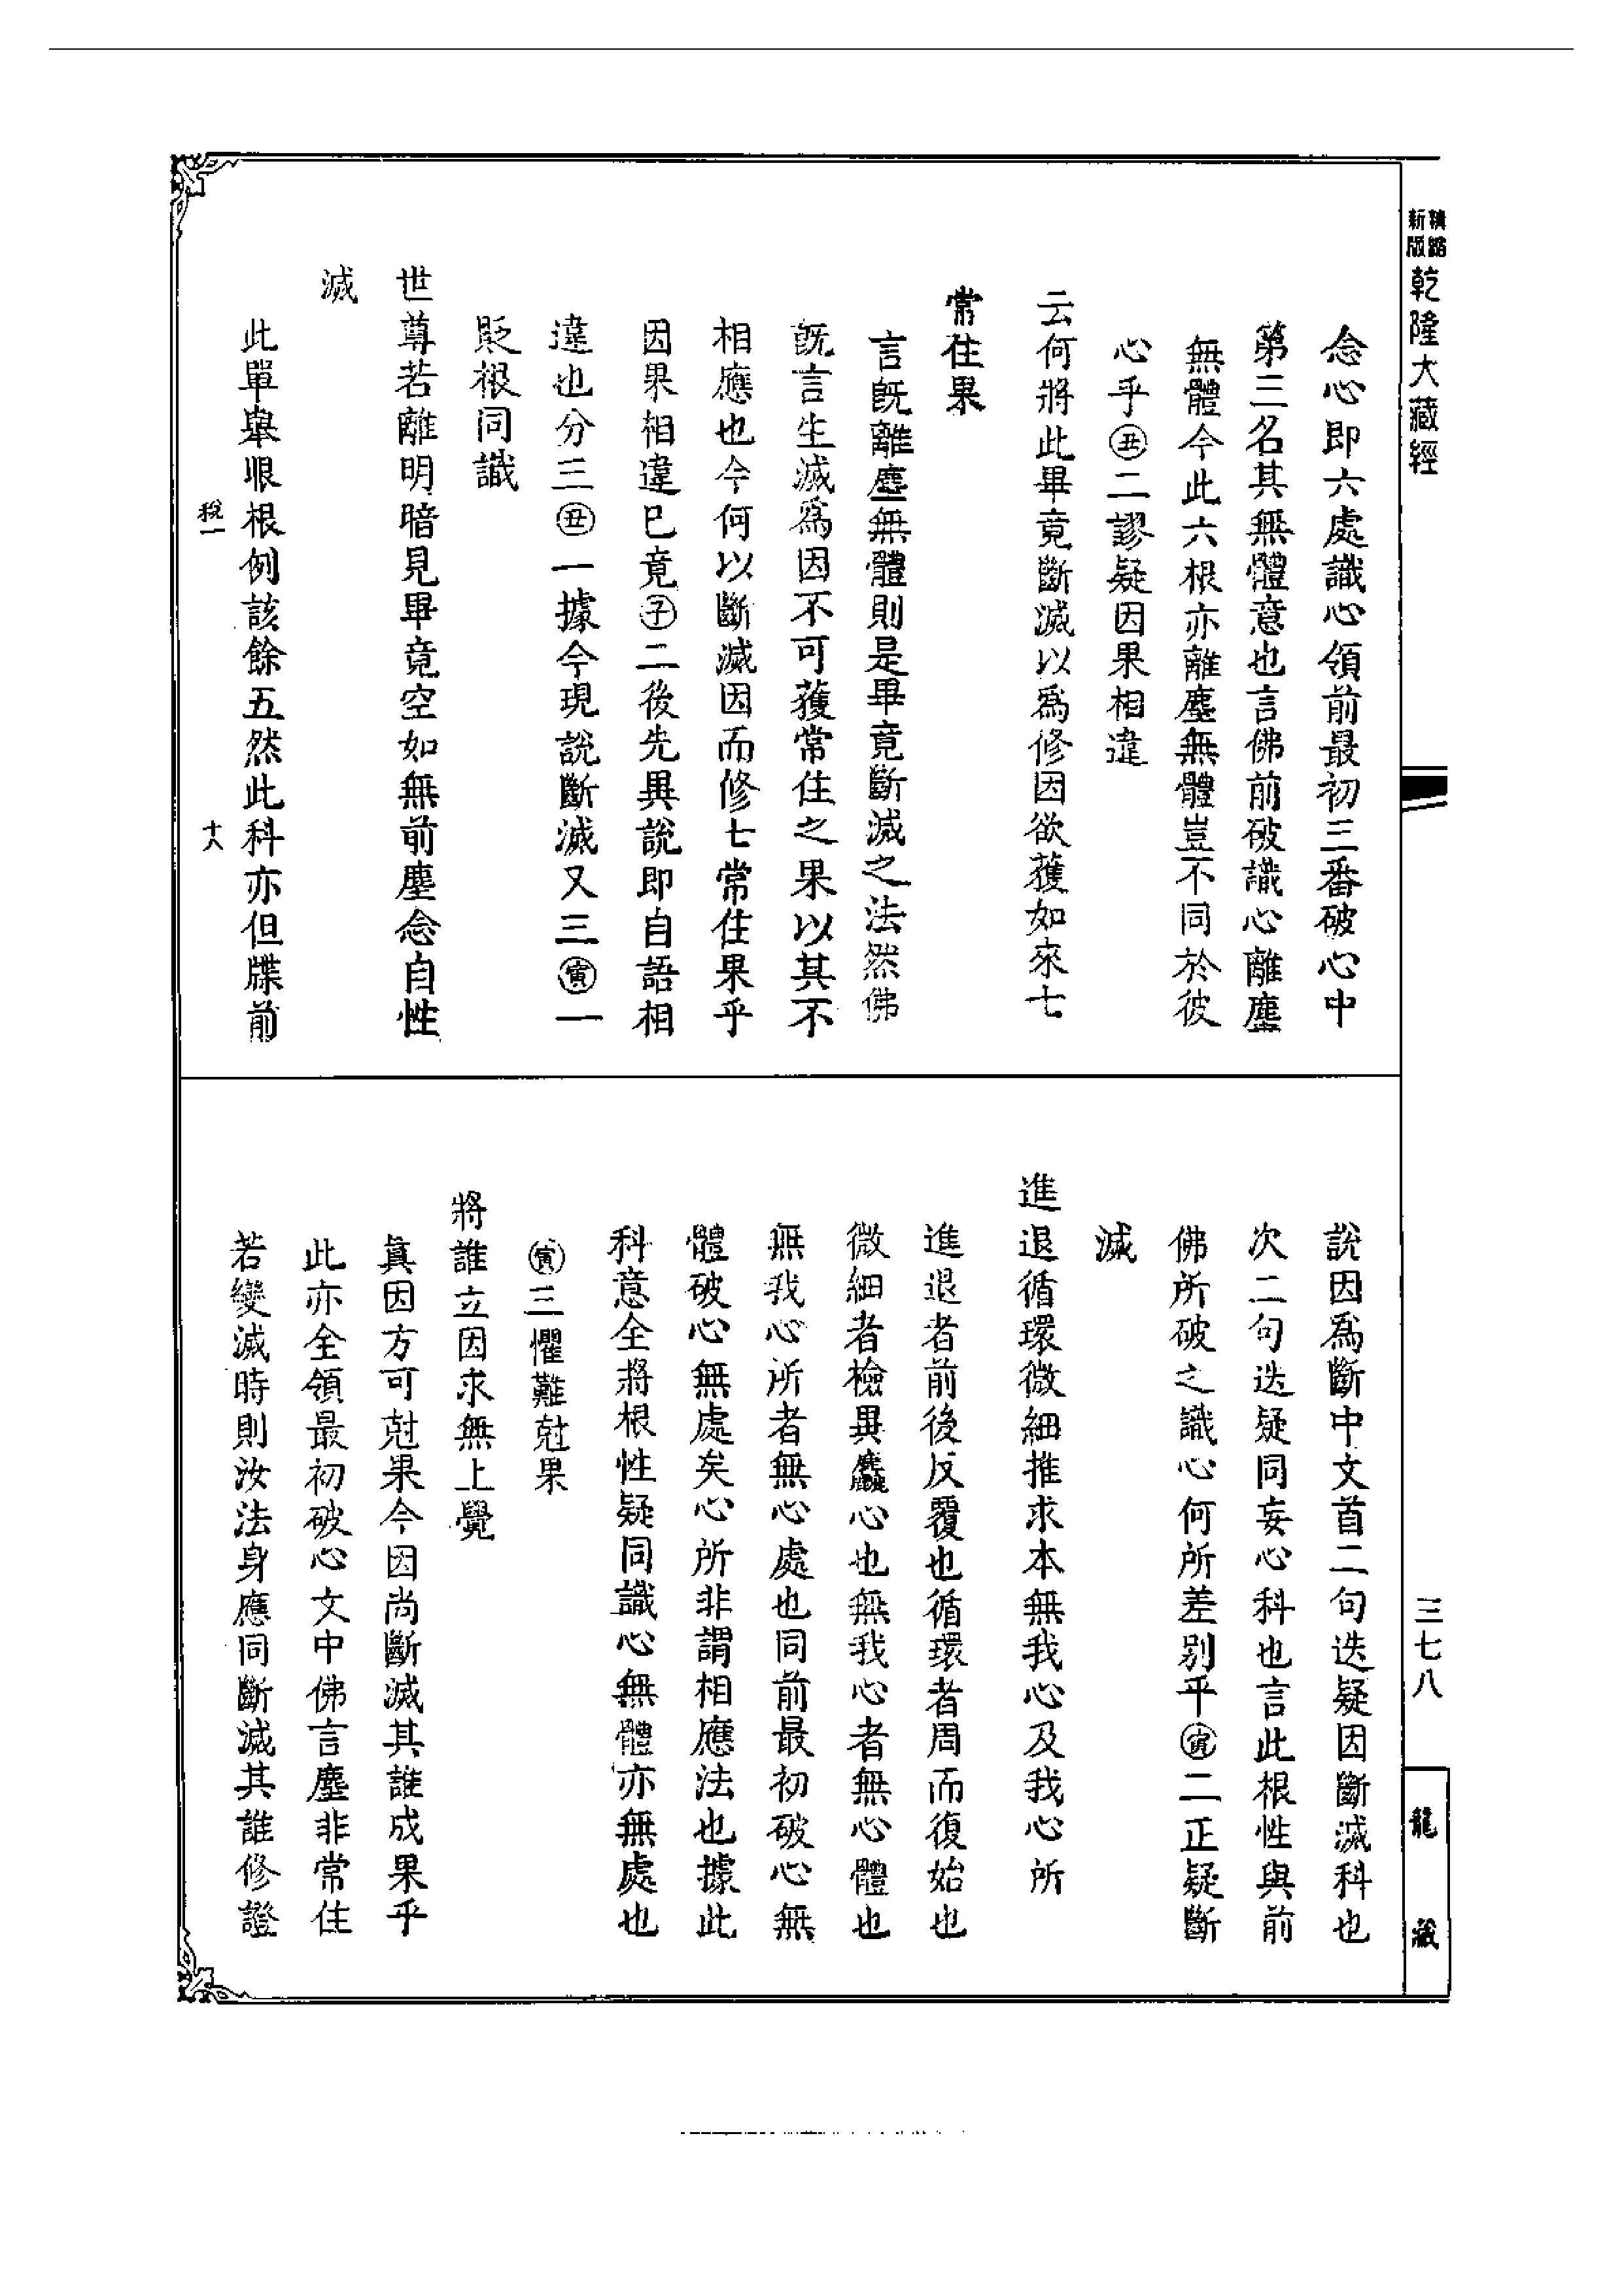 精縮新版
乾隆大藏經
三七八
龍藏
念心即六處識心領前最初三番破心中
第三名其無體意也言佛前破識心離塵
無體今此六根亦離塵無體豈不同於彼
心乎㊄二謬疑因果相違
云何將此畢竟斷滅以爲修因欲獲如來七
常住果
言旣離塵無體則是畢竟斷滅之法然佛
旣言生滅爲因不可獲常住之果以其不
相應也今何以斷滅因而修七常住果乎
因果相違巳竟子二後先異說即自語相
違也分三丑一據今現說斷滅又三寅一
貶根同識
世尊若離明暗見畢竟空如無前塵念自性
滅
此單舉眼根例該餘五然此科亦但牒前
稅一
十八
說因爲斷中文首二句迭疑因斷滅科也
次二句迭疑同妄心科也言此根性與前
佛所破之識心何所差別乎寅二正疑斷
滅
進退循環微細推求本無我心及我心所
進退者前後反覆也循環者周而復始也
微細者檢異麤心也無我心者無心體也
無我心所者無心處也同前最初破心無
體破心無處矣心所非謂相應法也據此
科意全將根性疑同識心無體亦無處也
寅三懼難尅果
將誰立因求無上覺
眞因方可尅果今因尚斷滅其誰成果乎
此亦全領最初破心文中佛言塵非常住
若變滅時則汝法身應同斷滅其誰修證